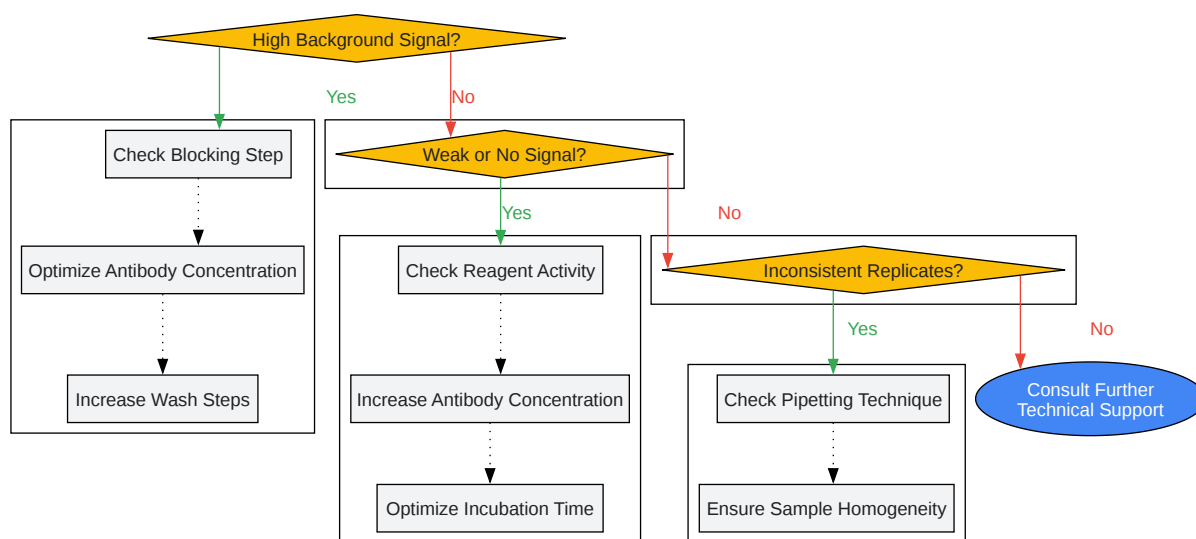 High Background Signal?
Yes
No
Check Blocking Step
Weak or No Signal?
Yes
No
Optimize Antibody Concentration
Check Reagent Activity
Inconsistent Replicates?
Yes
No
Increase Wash Steps
Increase Antibody Concentration
Check Pipetting Technique
Consult Further
Technical Support
Optimize Incubation Time
Ensure Sample Homogeneity